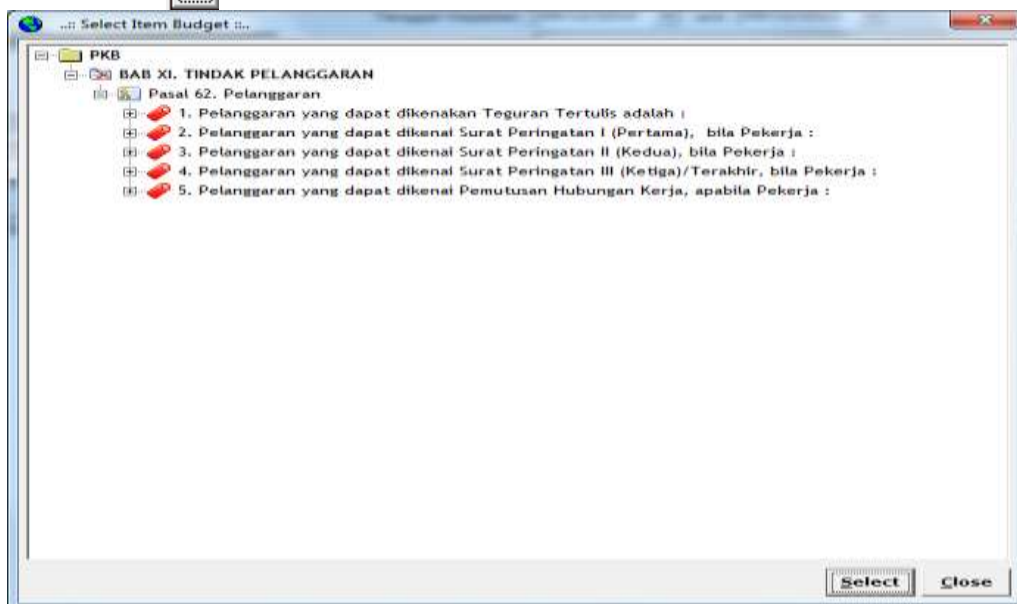 ..:: Select Item Budget ::..
PKB
BAB XI. TINDAK PELANGGARAN
Pasal 62. Pelanggaran
1. Pelanggaran yang dapat dikenakan Teguran Tertulis adalah :
2. Pelanggaran yang dapat dikenai Surat Peringatan I (Pertama), bila Pekerja :
3. Pelanggaran yang dapat dikenai Surat Peringatan II (Kedua), bila Pekerja :
4. Pelanggaran yang dapat dikenai Surat Peringatan III (Ketiga)/Terakhir, bila Pekerja :
5. Pelanggaran yang dapat dikenai Pemutusan Hubungan Kerja, apabila Pekerja :
Select Close